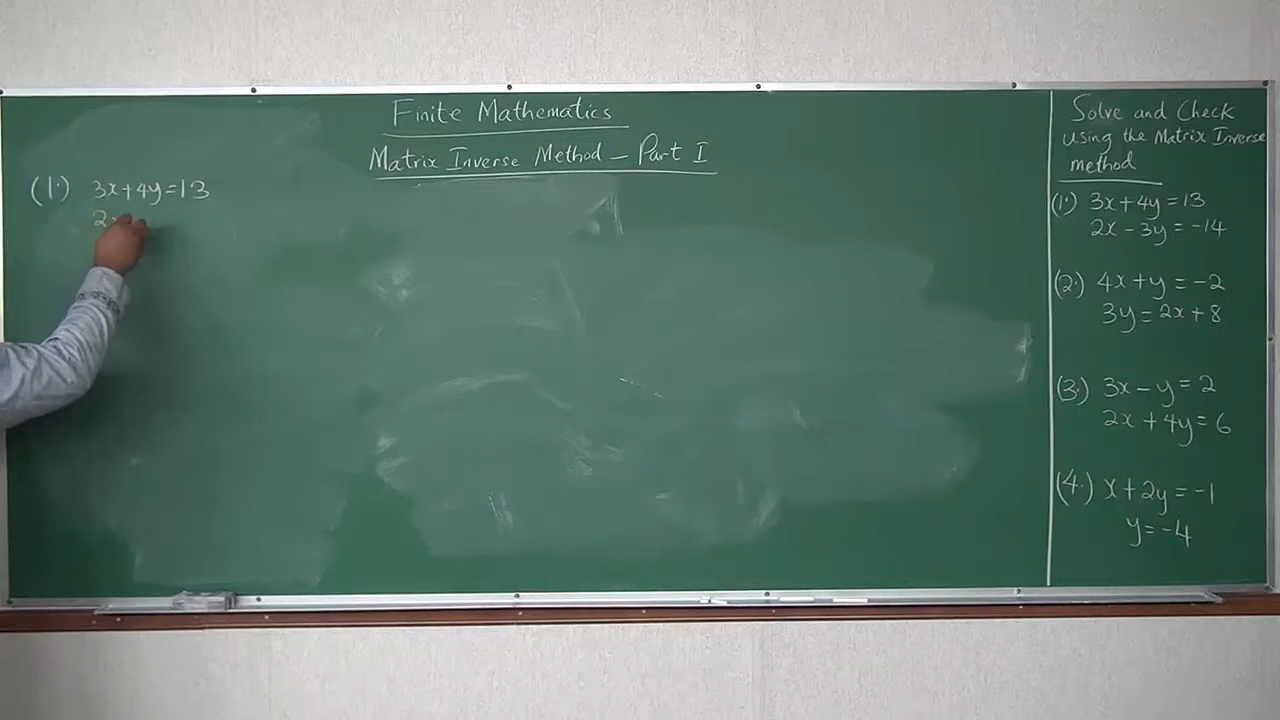 Finite Mathematics
Matrix Inverse Method – Part I
(1.) 3x+4y=13
2x
Solve and Check
using the Matrix Inverse
method
(1.) 3x+4y=13
2x-3y=-14
(2.) 4x+y=-2
3y=2x+8
(3.) 3x-y=2
2x+4y=6
(4.) x+2y=-1
y=-4